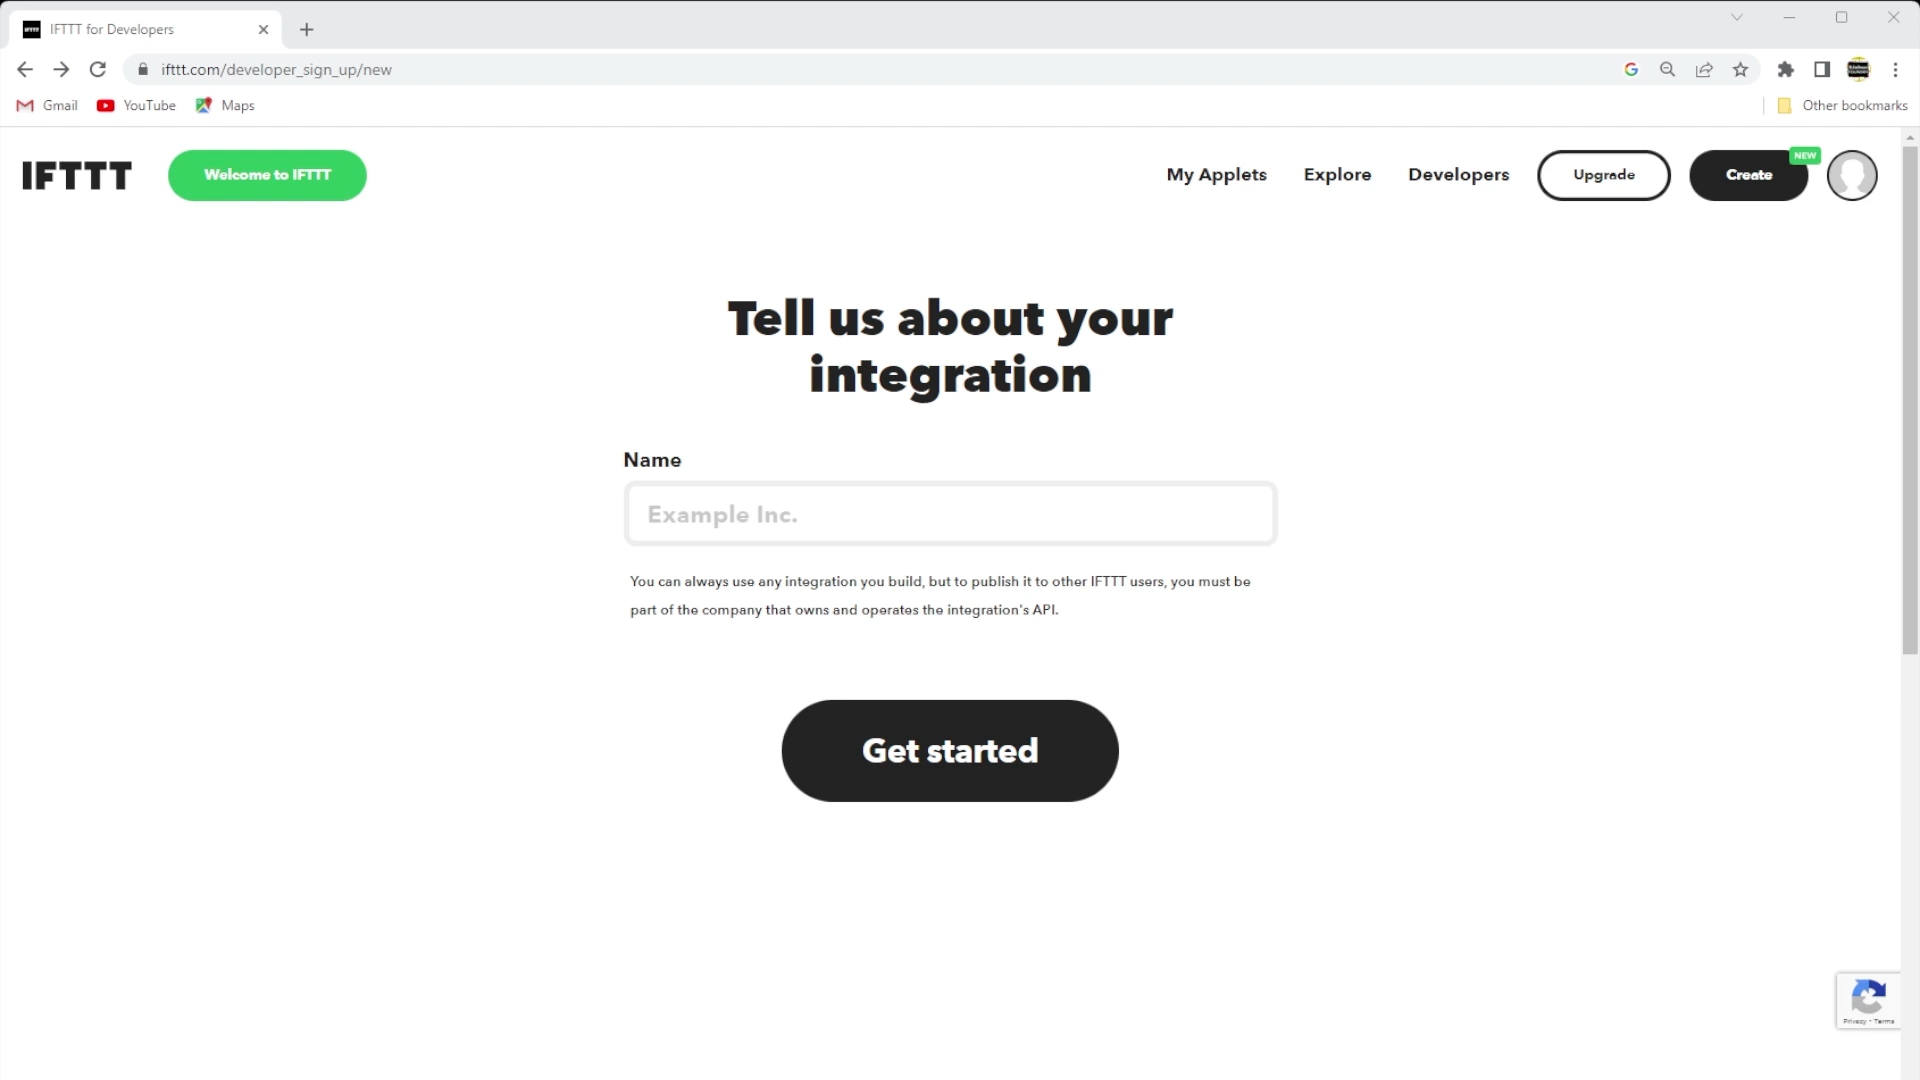 IFTTT for Developers
ifttt.com/developer_sign_up/new
Gmail YouTube Maps Other bookmarks
IFTTT Welcome to IFTTT My Applets Explore Developers Upgrade Create NEW
Tell us about your
integration
Name
Example Inc.
You can always use any integration you build, but to publish it to other IFTTT users, you must be
part of the company that owns and operates the integration's API.
Get started
Privacy - Terms